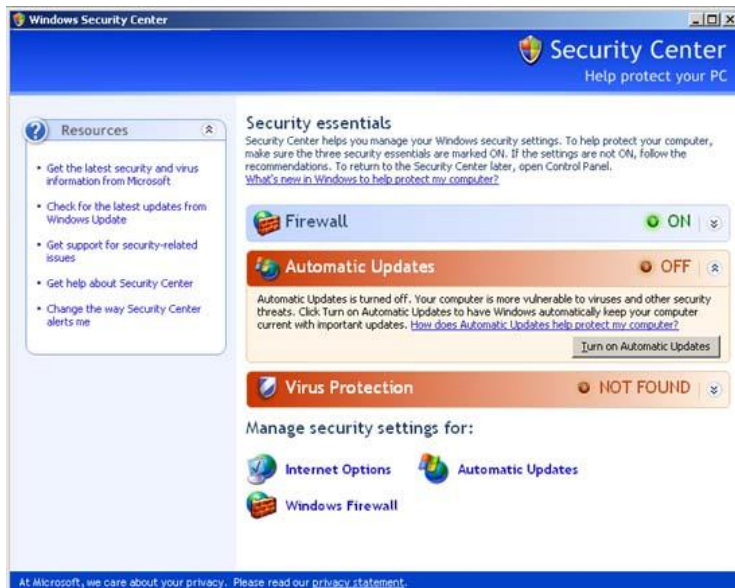 Windows Security Center
Security Center
Help protect your PC
Resources
• Get the latest security and virus
information from Microsoft
• Check for the latest updates from
Windows Update
• Get support for security-related
issues
• Get help about Security Center
• Change the way Security Center
alerts me
Security essentials
Security Center helps you manage your Windows security settings. To help protect your computer,
make sure the three security essentials are marked ON. If the settings are not ON, follow the
recommendations. To return to the Security Center later, open Control Panel.
What's new in Windows to help protect my computer?
Firewall ON
Automatic Updates OFF
Automatic Updates is turned off. Your computer is more vulnerable to viruses and other security
threats. Click Turn on Automatic Updates to have Windows automatically keep your computer
current with important updates. How does Automatic Updates help protect my computer?
Turn on Automatic Updates
Virus Protection NOT FOUND
Manage security settings for:
Internet Options Automatic Updates
Windows Firewall
At Microsoft, we care about your privacy. Please read our privacy statement.